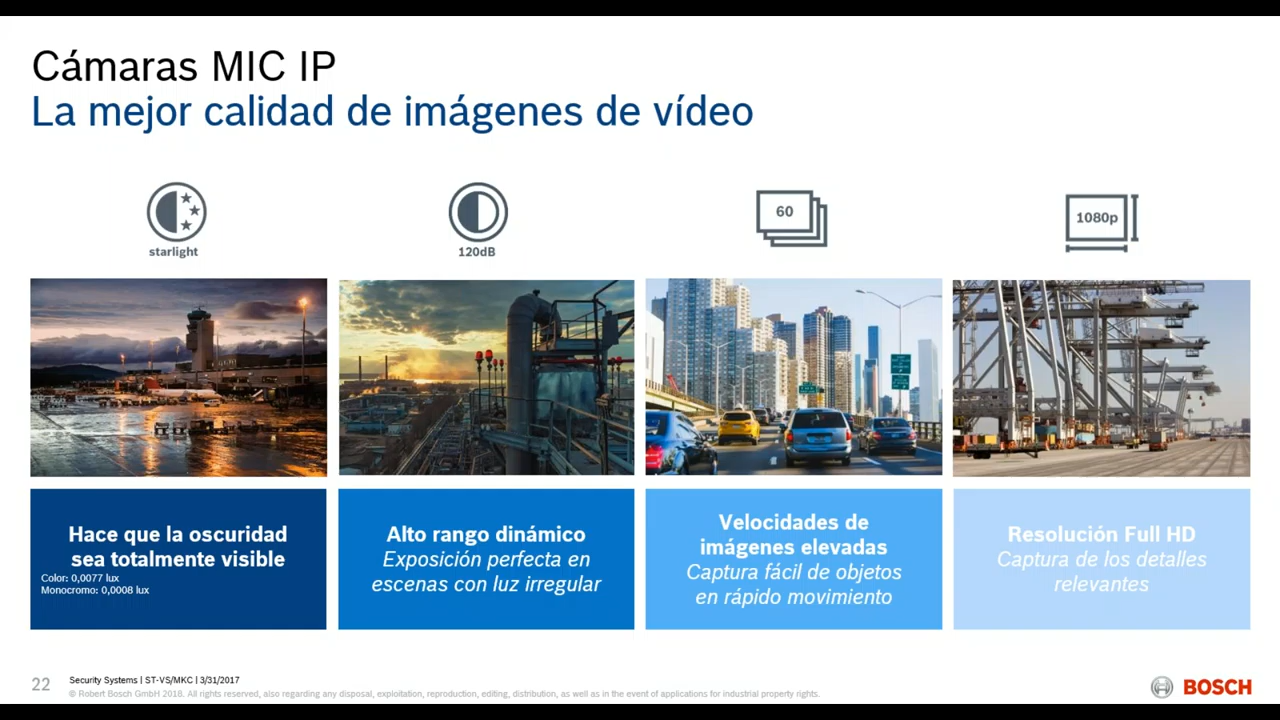 Cámaras MIC IP
La mejor calidad de imágenes de vídeo
starlight
120dB
60
1080p
Hace que la oscuridad
sea totalmente visible
Color: 0,0077 lux
Monocromo: 0,0008 lux
Alto rango dinámico
Exposición perfecta en
escenas con luz irregular
Velocidades de
imágenes elevadas
Captura fácil de objetos
en rápido movimiento
Resolución Full HD
Captura de los detalles
relevantes
22
Security Systems | ST-VS/MKC | 3/31/2017
© Robert Bosch GmbH 2018. All rights reserved, also regarding any disposal, exploitation, reproduction, editing, distribution, as well as in the event of applications for industrial property rights.
BOSCH